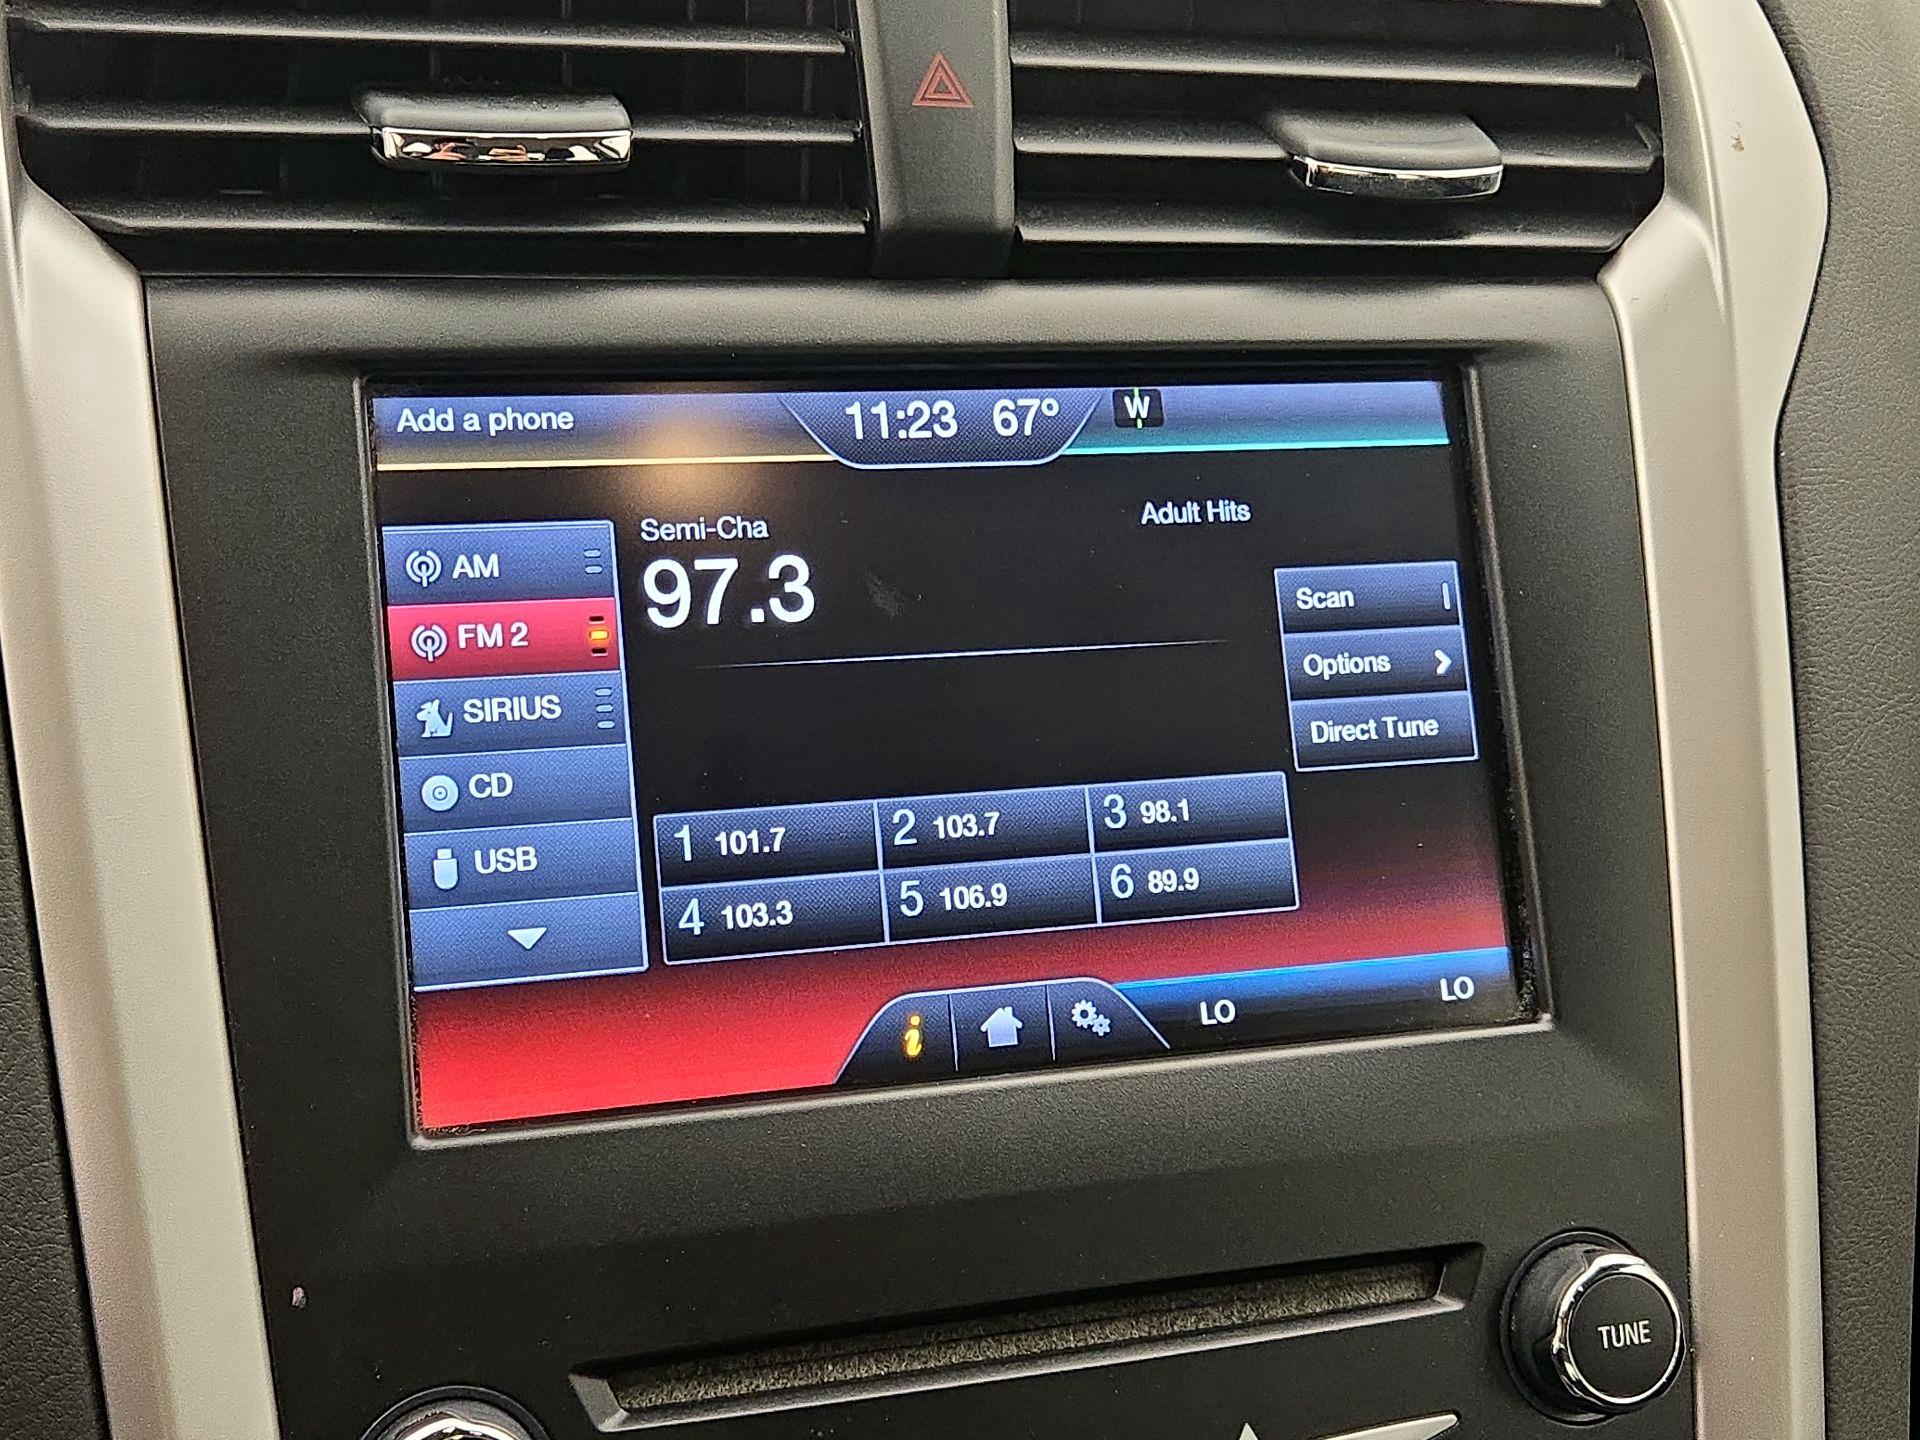 Add a phone
11:23 67°
W
AM
FM 2
SIRIUS
CD
USB
Semi-Cha
Adult Hits
97.3
Scan
Options
Direct Tune
1 101.7
2 103.7
3 98.1
4 103.3
5 106.9
6 89.9
i
LO
LO
TUNE